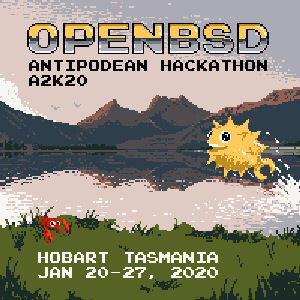 OPENBSD
ANTIPODEAN HACKATHON
A2K20
HOBART TASMANIA
JAN 20-27, 2020